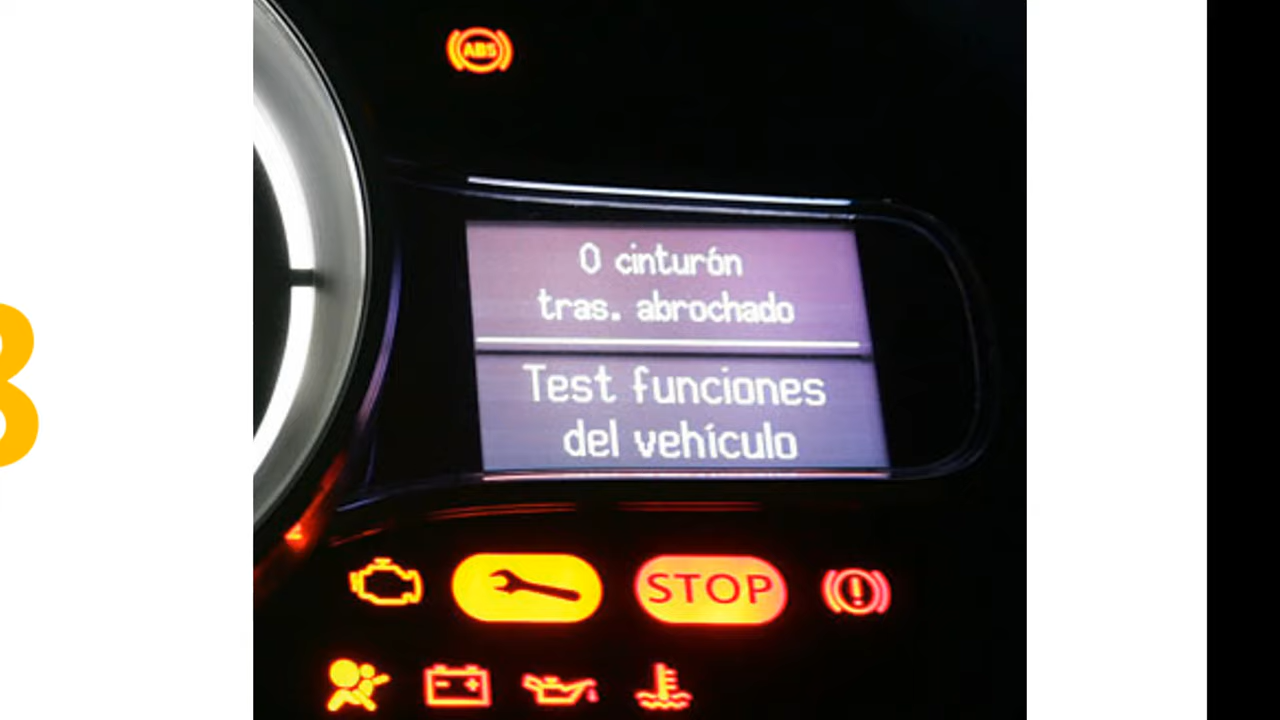 ABS
0 cinturón
tras. abrochado
Test funciones
del vehículo
STOP